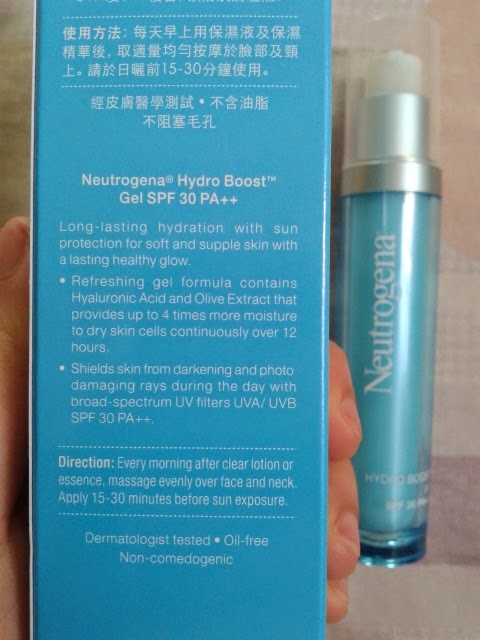 使用方法：每天早上用保濕液及保濕
精華後，取適量均勻按摩於臉部及頸
上。請於日曬前15-30分鐘使用。
經皮膚醫學測試 • 不含油脂
不阻塞毛孔
Neutrogena® Hydro Boost™
Gel SPF 30 PA++
Long-lasting hydration with sun
protection for soft and supple skin with
a lasting healthy glow.
• Refreshing gel formula contains
Hyaluronic Acid and Olive Extract that
provides up to 4 times more moisture
to dry skin cells continuously over 12
hours.
• Shields skin from darkening and photo
damaging rays during the day with
broad-spectrum UV filters UVA/ UVB
SPF 30 PA++.
Direction: Every morning after clear lotion or
essence, massage evenly over face and neck.
Apply 15-30 minutes before sun exposure.
Dermatologist tested • Oil-free
Non-comedogenic
Neutrogena
HYDRO BOOST
SPF 30